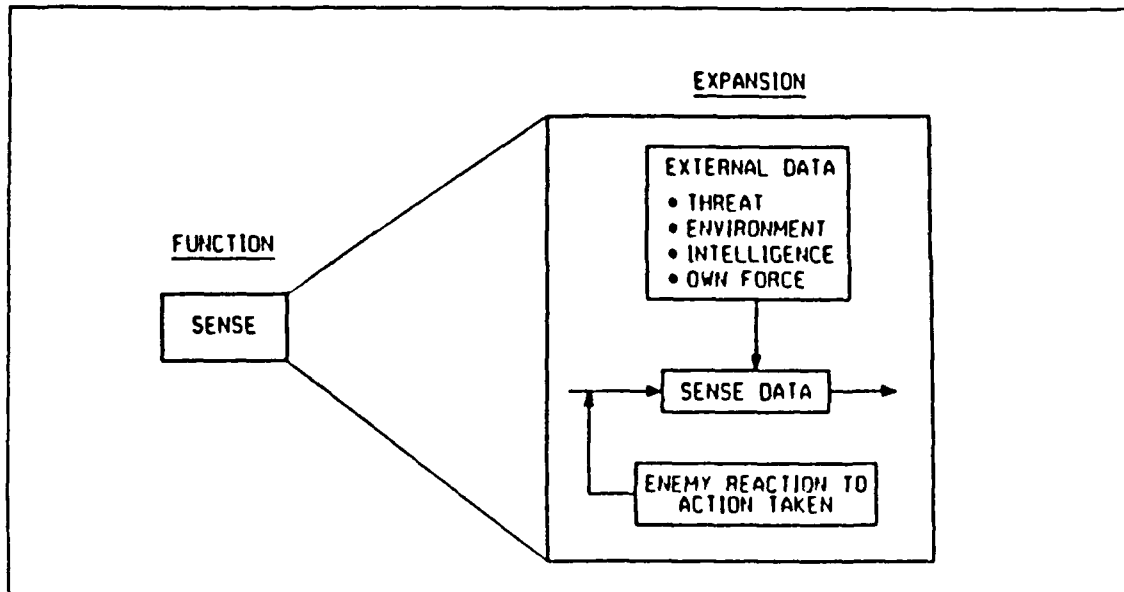 EXPANSION
EXTERNAL DATA
• THREAT
• ENVIRONMENT
• INTELLIGENCE
• OWN FORCE
FUNCTION
SENSE
SENSE DATA
ENEMY REACTION TO
ACTION TAKEN